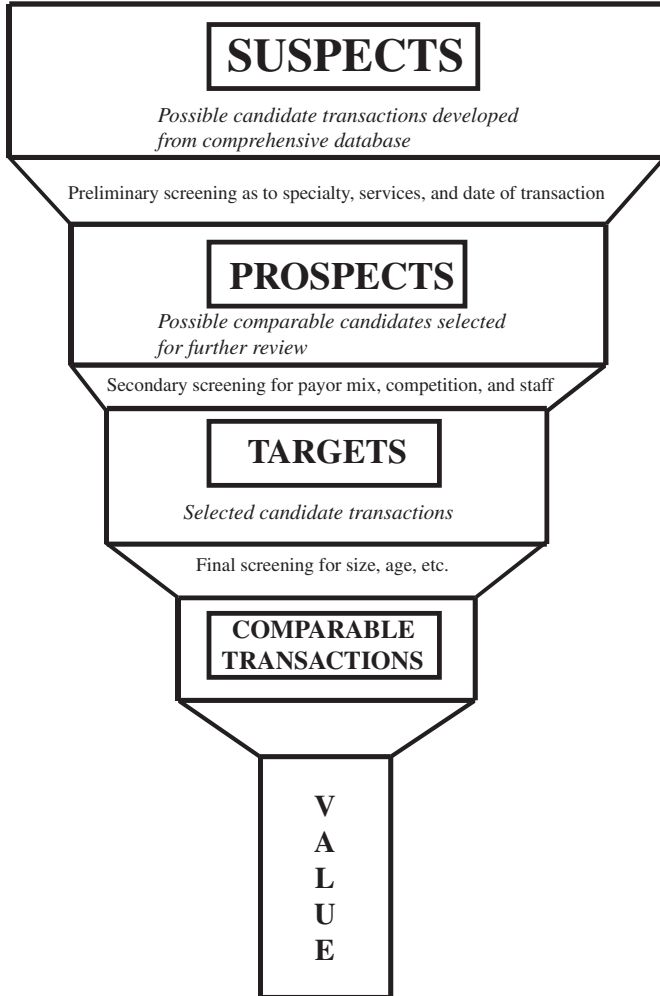 SUSPECTS
Possible candidate transactions developed
from comprehensive database
Preliminary screening as to specialty, services, and date of transaction
PROSPECTS
Possible comparable candidates selected
for further review
Secondary screening for payor mix, competition, and staff
TARGETS
Selected candidate transactions
Final screening for size, age, etc.
COMPARABLE
TRANSACTIONS
V
A
L
U
E